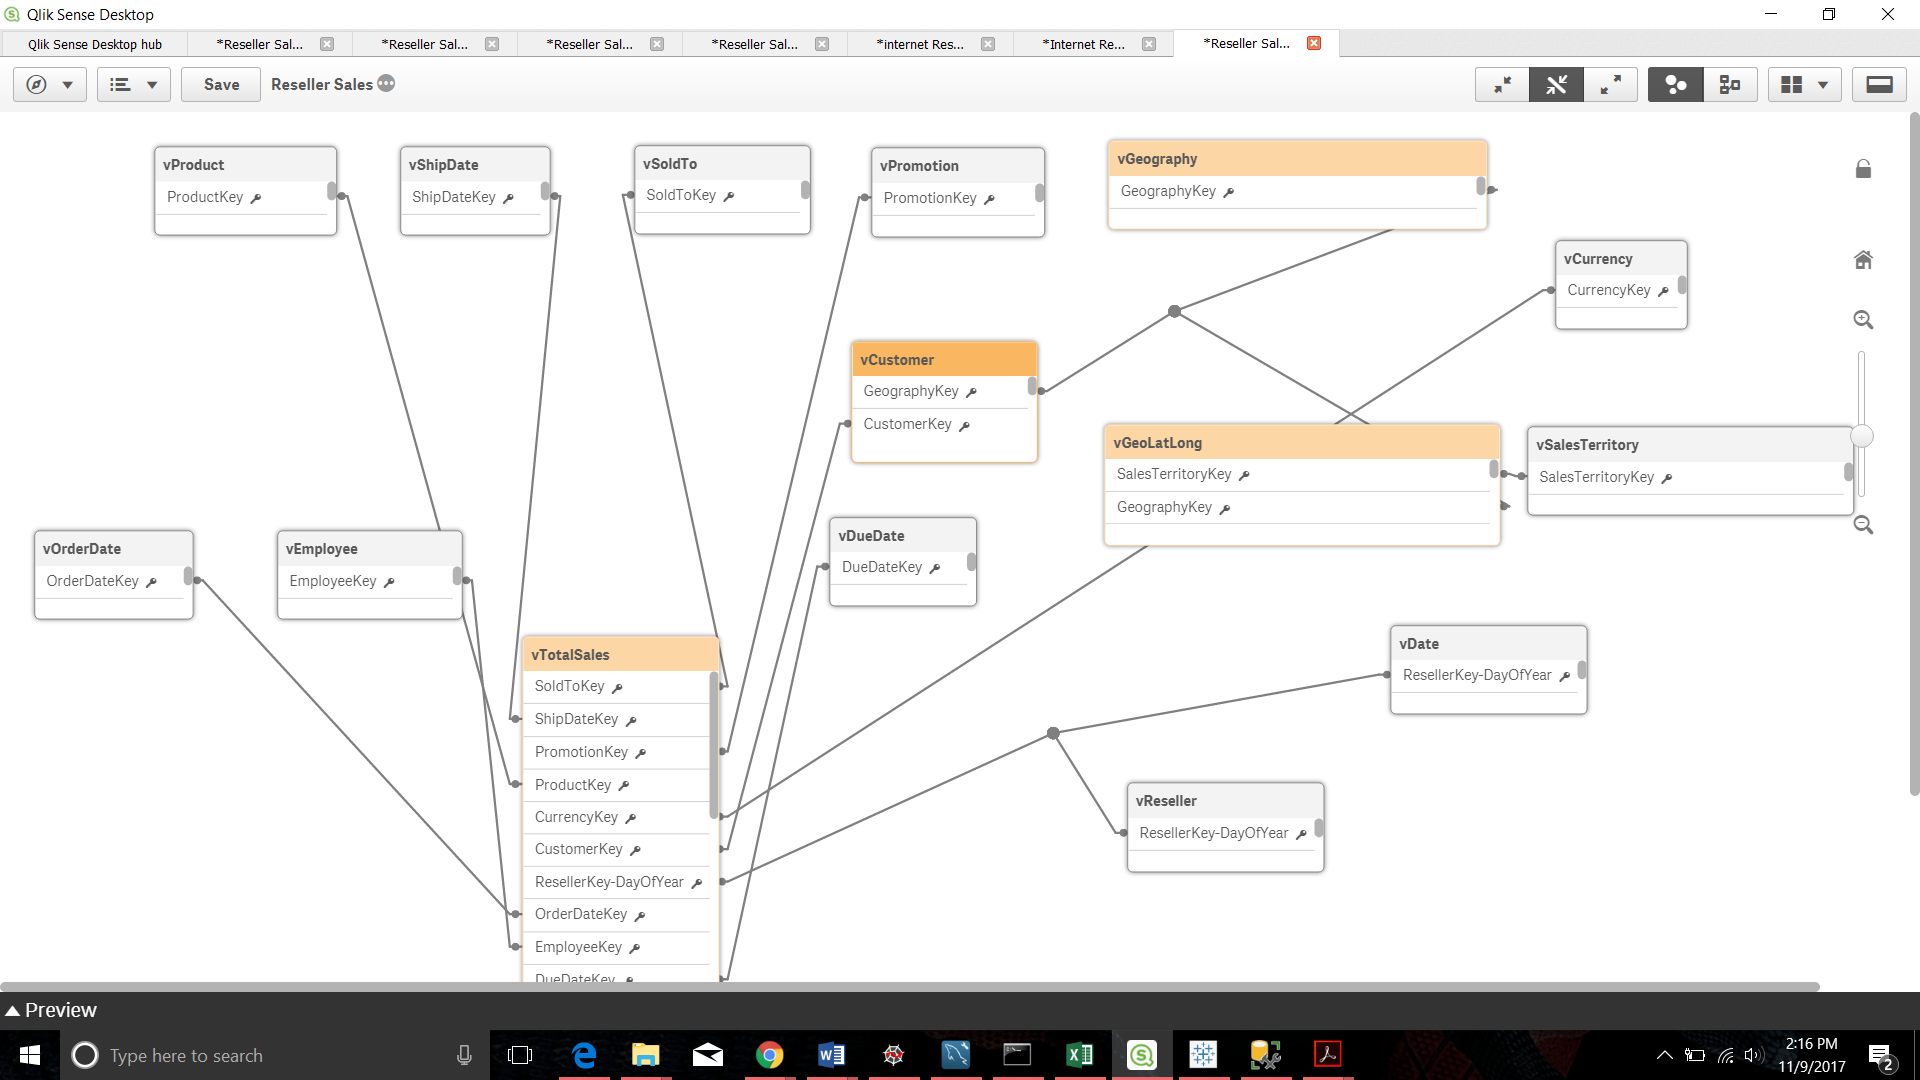 Qlik Sense Desktop
Qlik Sense Desktop hub
*Reseller Sal...
*Reseller Sal...
*Reseller Sal...
*Reseller Sal...
*internet Res...
*Internet Re...
*Reseller Sal...
Save
Reseller Sales
vProduct
ProductKey
vShipDate
ShipDateKey
vSoldTo
SoldToKey
vPromotion
PromotionKey
vGeography
GeographyKey
vCurrency
CurrencyKey
vCustomer
GeographyKey
CustomerKey
vGeoLatLong
SalesTerritoryKey
GeographyKey
vSalesTerritory
SalesTerritoryKey
vOrderDate
OrderDateKey
vEmployee
EmployeeKey
vDueDate
DueDateKey
vTotalSales
SoldToKey
ShipDateKey
PromotionKey
ProductKey
CurrencyKey
CustomerKey
ResellerKey-DayOfYear
OrderDateKey
EmployeeKey
DueDateKey
vDate
ResellerKey-DayOfYear
vReseller
ResellerKey-DayOfYear
Preview
Type here to search
2:16 PM
11/9/2017
2